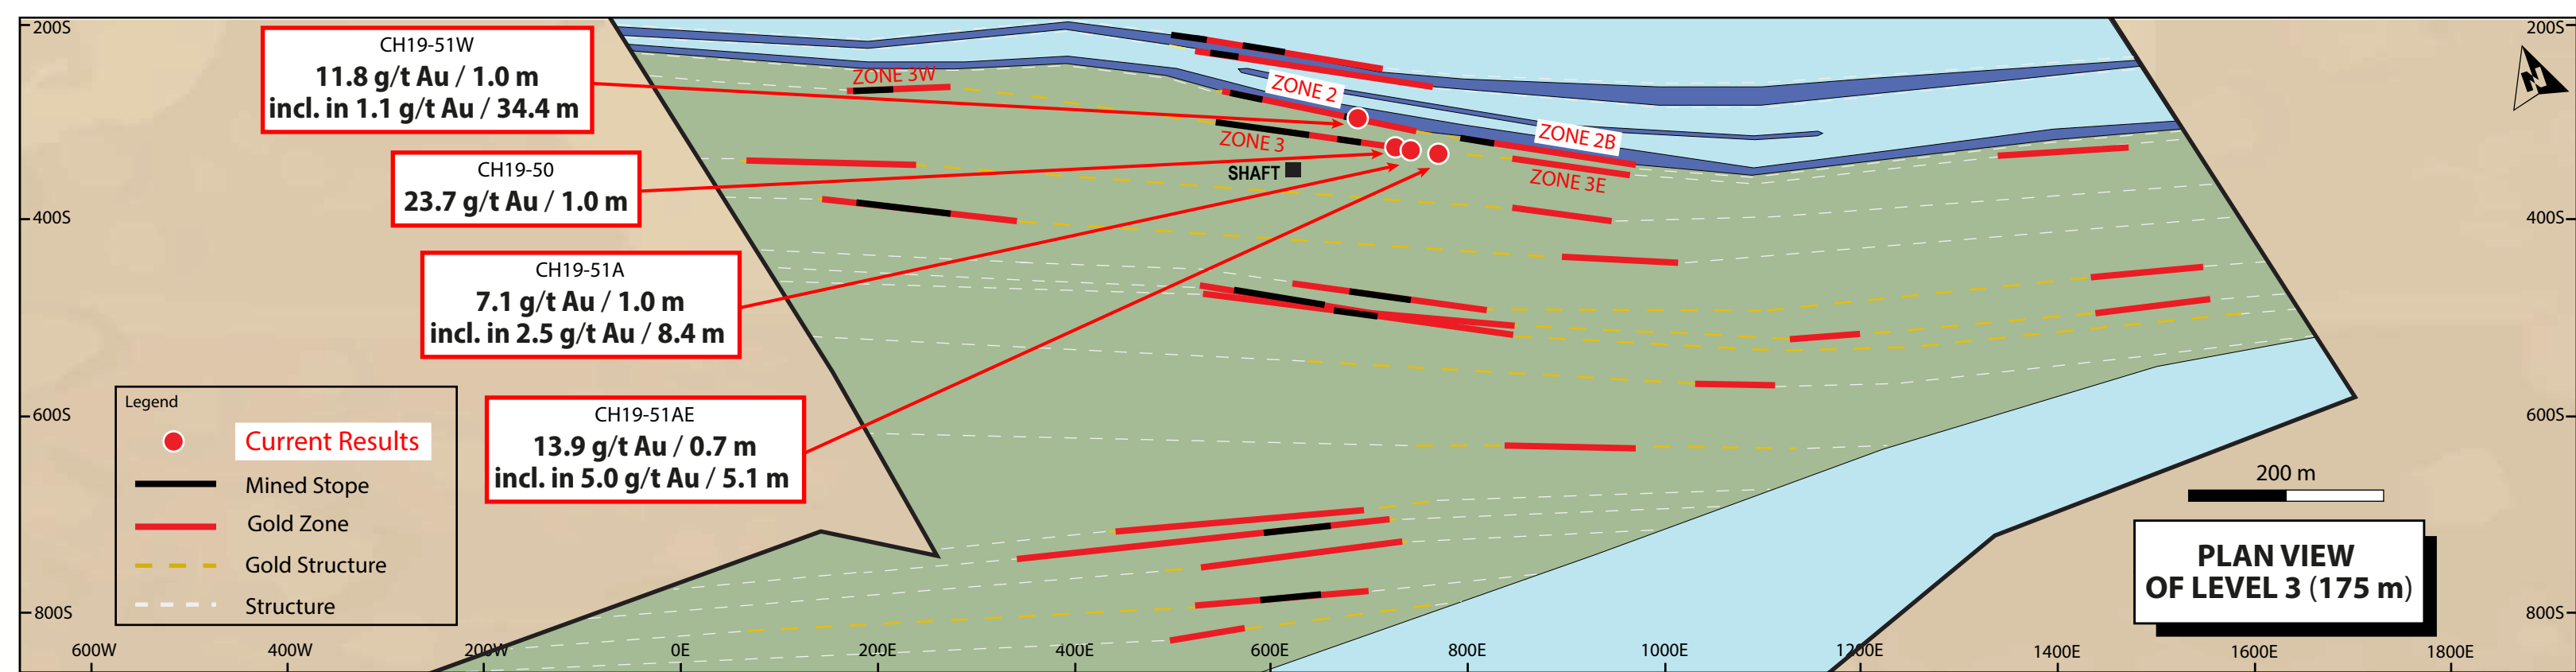 200S
200S
CH19-51W
11.8 g/t Au / 1.0 m
incl. in 1.1 g/t Au / 34.4 m
ZONE 3W
ZONE 2
ZONE 2B
ZONE 3
ZONE 3E
SHAFT
N
CH19-50
23.7 g/t Au / 1.0 m
400S
400S
CH19-51A
7.1 g/t Au / 1.0 m
incl. in 2.5 g/t Au / 8.4 m
CH19-51AE
13.9 g/t Au / 0.7 m
incl. in 5.0 g/t Au / 5.1 m
600S
600S
Legend
Current Results
Mined Stope
Gold Zone
Gold Structure
Structure
200 m
PLAN VIEW
OF LEVEL 3 (175 m)
800S
800S
600W 400W 200W 0E 200E 400E 600E 800E 1000E 1200E 1400E 1600E 1800E